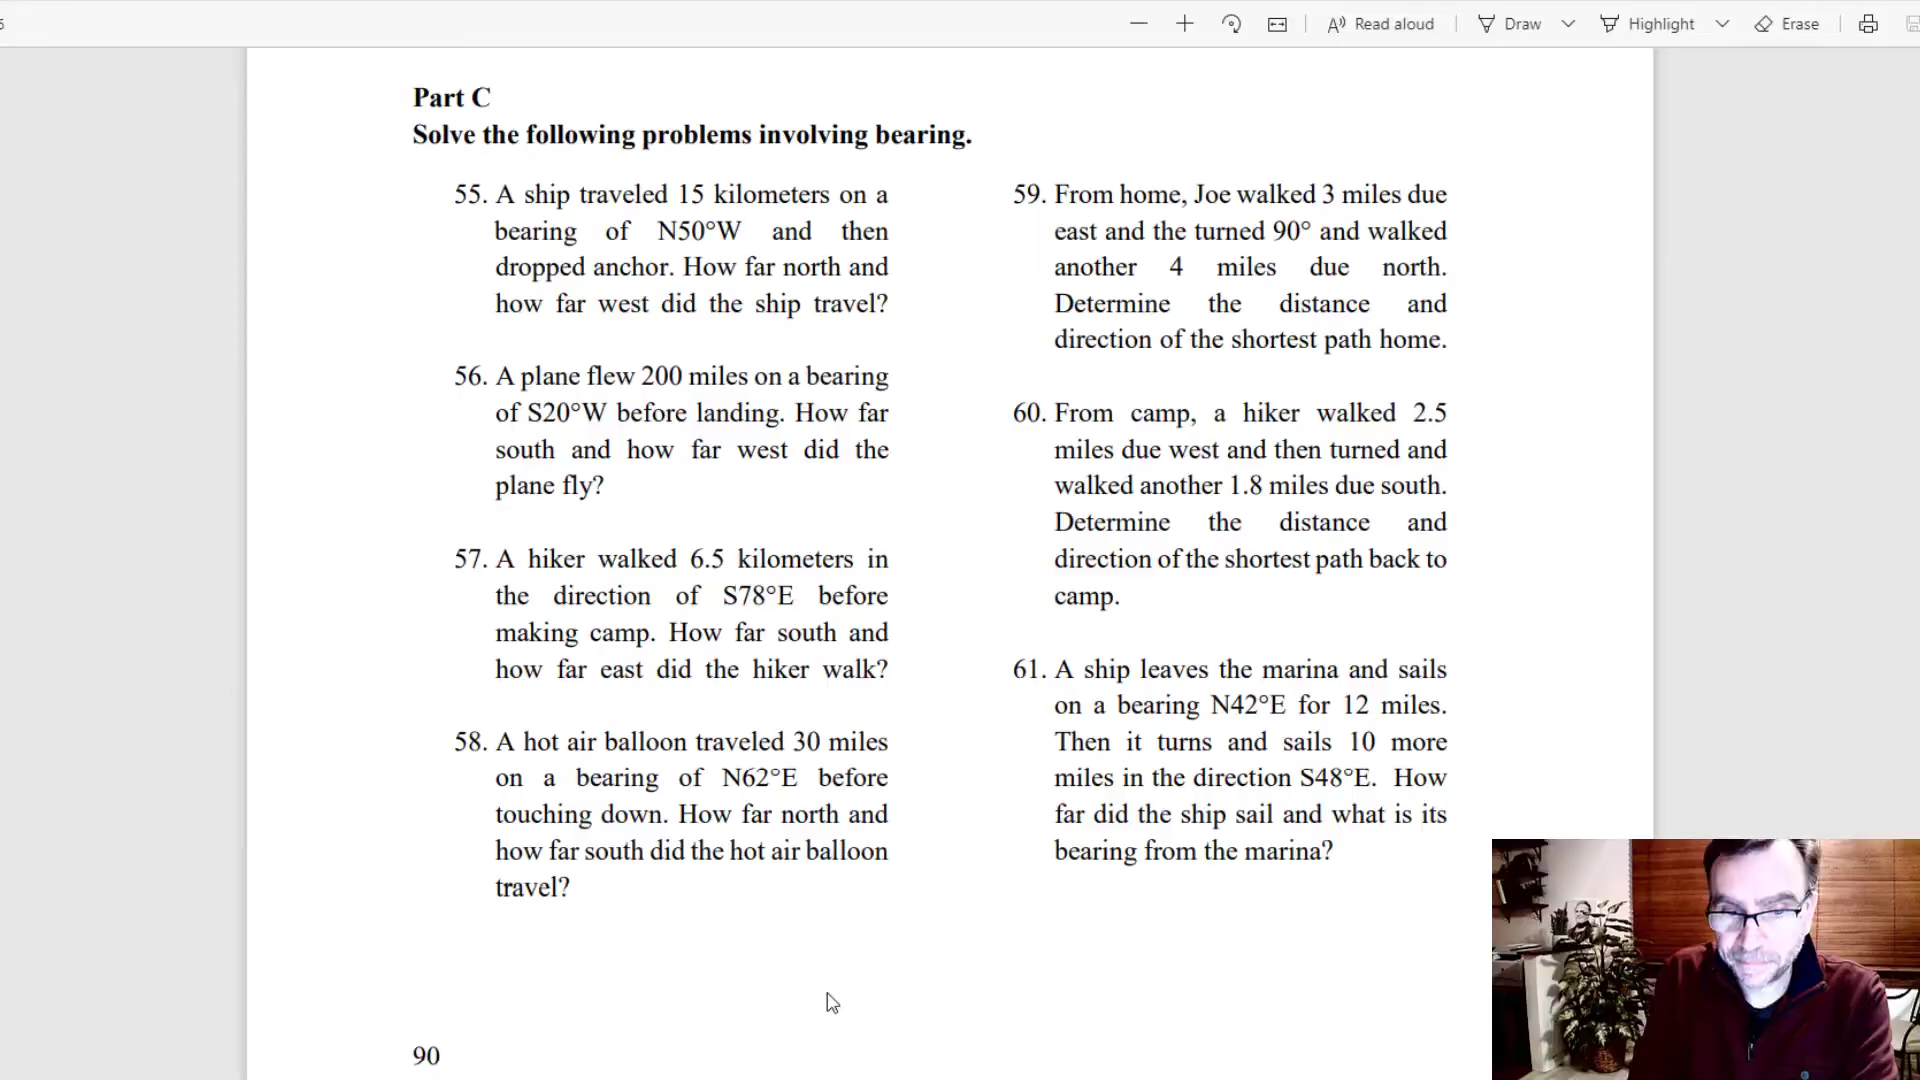 Read aloud
Draw
Highlight
Erase
Part C
Solve the following problems involving bearing.
55. A ship traveled 15 kilometers on a
bearing of N50°W and then
dropped anchor. How far north and
how far west did the ship travel?
56. A plane flew 200 miles on a bearing
of S20°W before landing. How far
south and how far west did the
plane fly?
57. A hiker walked 6.5 kilometers in
the direction of S78°E before
making camp. How far south and
how far east did the hiker walk?
58. A hot air balloon traveled 30 miles
on a bearing of N62°E before
touching down. How far north and
how far south did the hot air balloon
travel?
59. From home, Joe walked 3 miles due
east and the turned 90° and walked
another 4 miles due north.
Determine the distance and
direction of the shortest path home.
60. From camp, a hiker walked 2.5
miles due west and then turned and
walked another 1.8 miles due south.
Determine the distance and
direction of the shortest path back to
camp.
61. A ship leaves the marina and sails
on a bearing N42°E for 12 miles.
Then it turns and sails 10 more
miles in the direction S48°E. How
far did the ship sail and what is its
bearing from the marina?
90